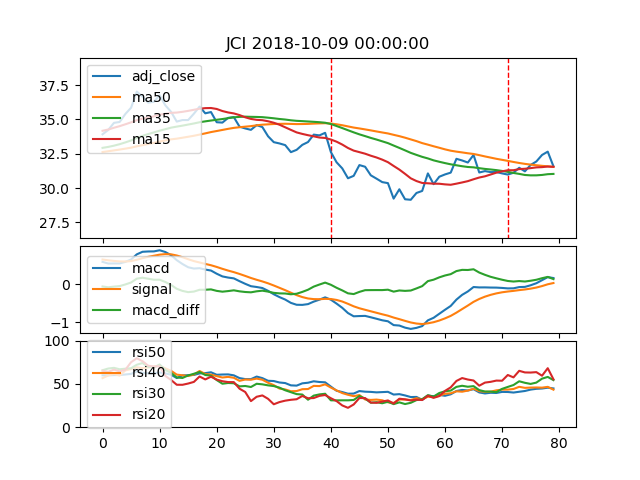 JCI 2018-10-09 00:00:00
37.5
35.0
32.5
30.0
27.5
adj_close
ma50
ma35
ma15
0
−1
macd
signal
macd_diff
100
50
0
rsi50
rsi40
rsi30
rsi20
0 10 20 30 40 50 60 70 80